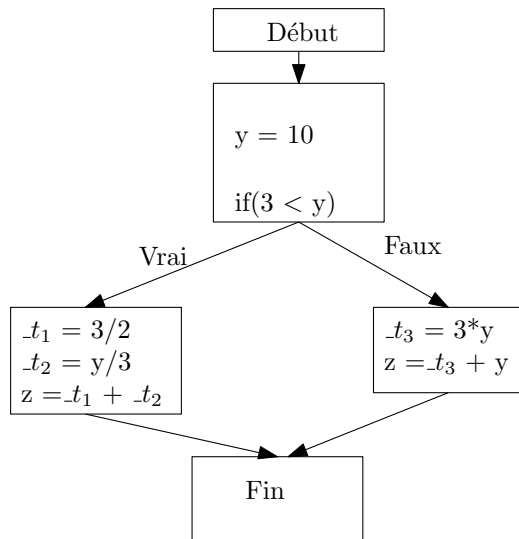 Début
y = 10
if(3 < y)
Vrai
Faux
_t₁ = 3/2
_t₂ = y/3
z =_t₁ + _t₂
_t₃ = 3*y
z =_t₃ + y
Fin